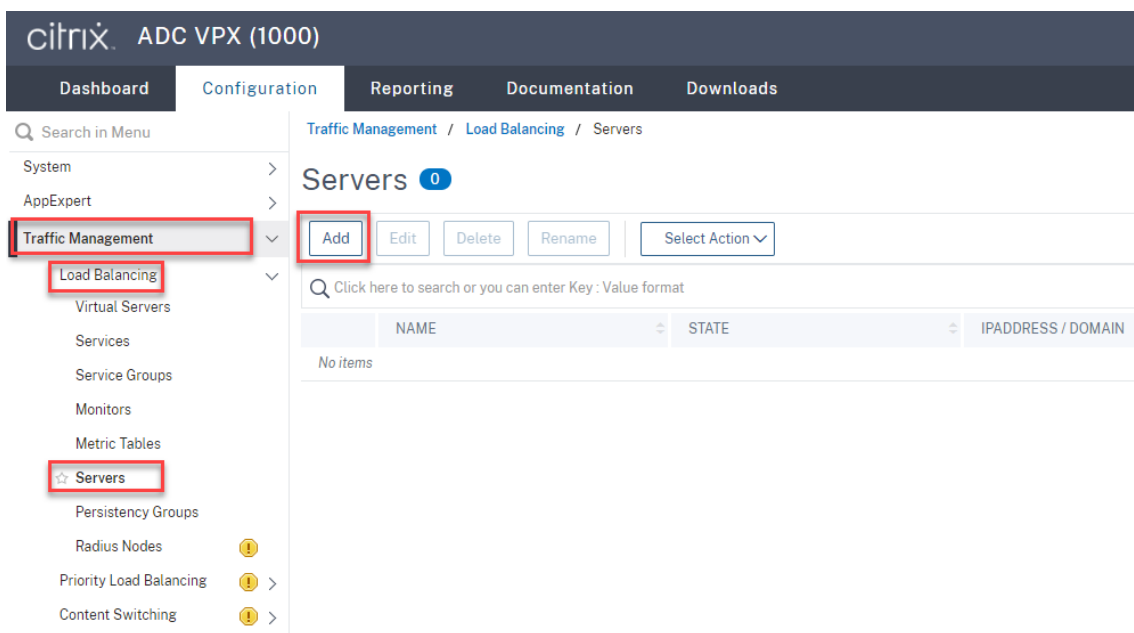 citrix. ADC VPX (1000)
Dashboard Configuration Reporting Documentation Downloads
Search in Menu
System
AppExpert
Traffic Management
Load Balancing
Virtual Servers
Services
Service Groups
Monitors
Metric Tables
Servers
Persistency Groups
Radius Nodes
Priority Load Balancing
Content Switching
Traffic Management / Load Balancing / Servers
Servers 0
Add Edit Delete Rename Select Action
Click here to search or you can enter Key : Value format
NAME STATE IPADDRESS / DOMAIN
No items